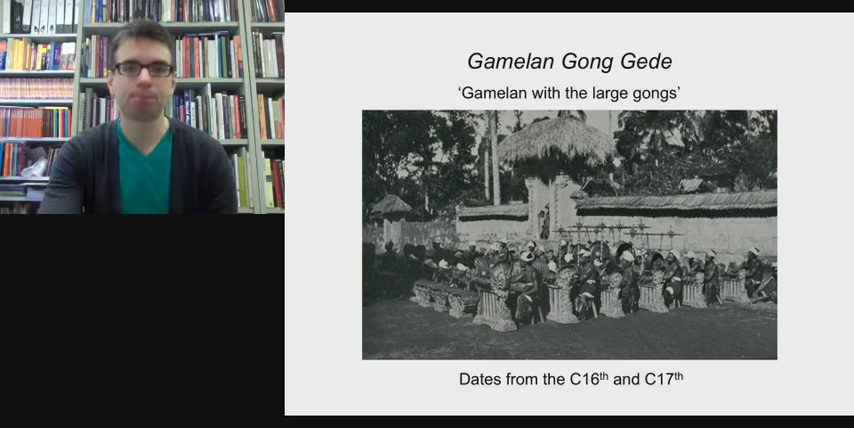 Gamelan Gong Gede
‘Gamelan with the large gongs’
Dates from the C16th and C17th